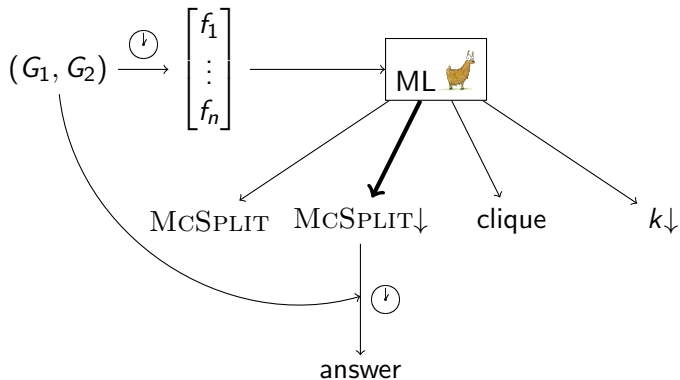 (G₁, G₂)
f₁
⋮
fₙ
ML
McSplit
McSplit↓
clique
k↓
answer